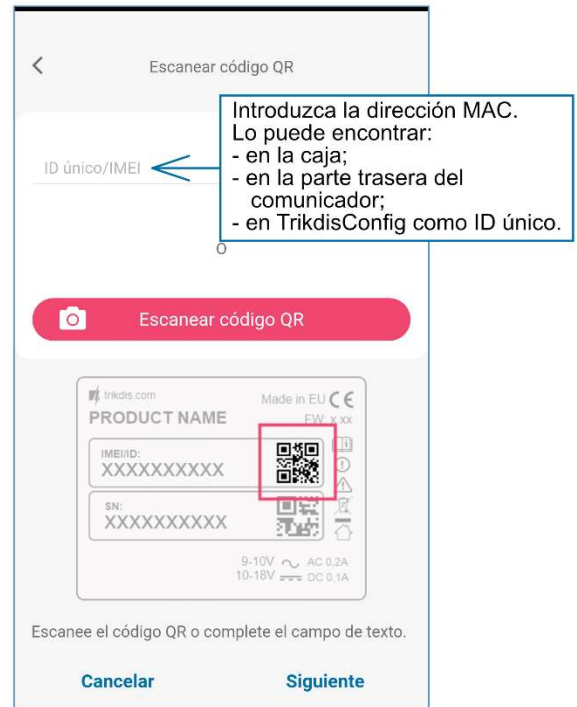 Escanear código QR
Introduzca la dirección MAC.
Lo puede encontrar:
- en la caja;
- en la parte trasera del
comunicador;
- en TrikdisConfig como ID único.
ID único/IMEI
o
Escanear código QR
trikdis.com
Made in EU CE
PRODUCT NAME
FW: x.xx
IMEI/ID:
XXXXXXXXXX
SN:
XXXXXXXXXX
9-10V AC 0,2A
10-18V DC 0,1A
Escanee el código QR o complete el campo de texto.
Cancelar
Siguiente